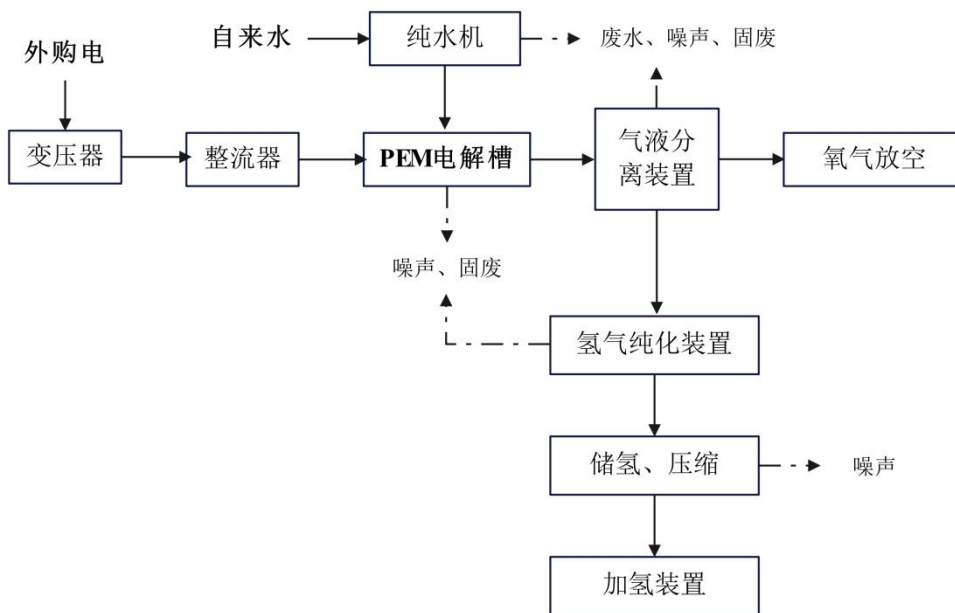 自来水
纯水机
废水、噪声、固废
外购电
变压器
整流器
PEM电解槽
气液分
离装置
氧气放空
噪声、固废
氢气纯化装置
储氢、压缩
噪声
加氢装置